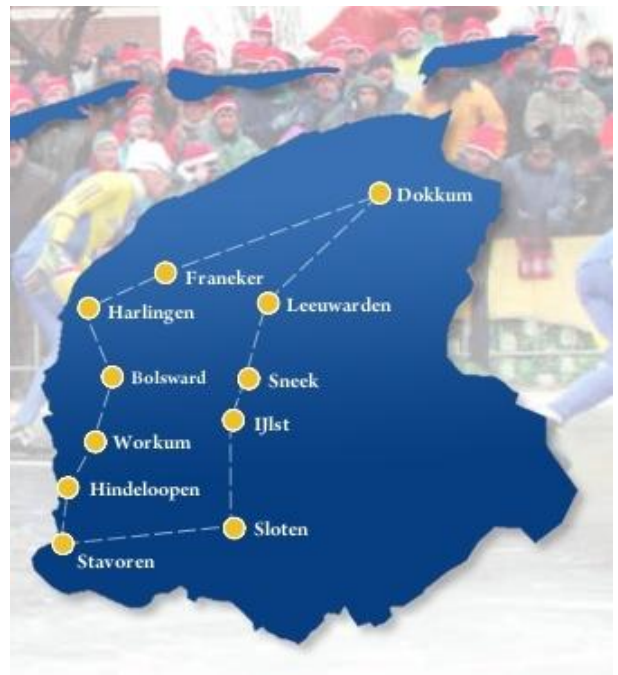 Dokkum
Franeker
Leeuwarden
Harlingen
Bolsward
Sneek
IJlst
Workum
Hindeloopen
Sloten
Stavoren